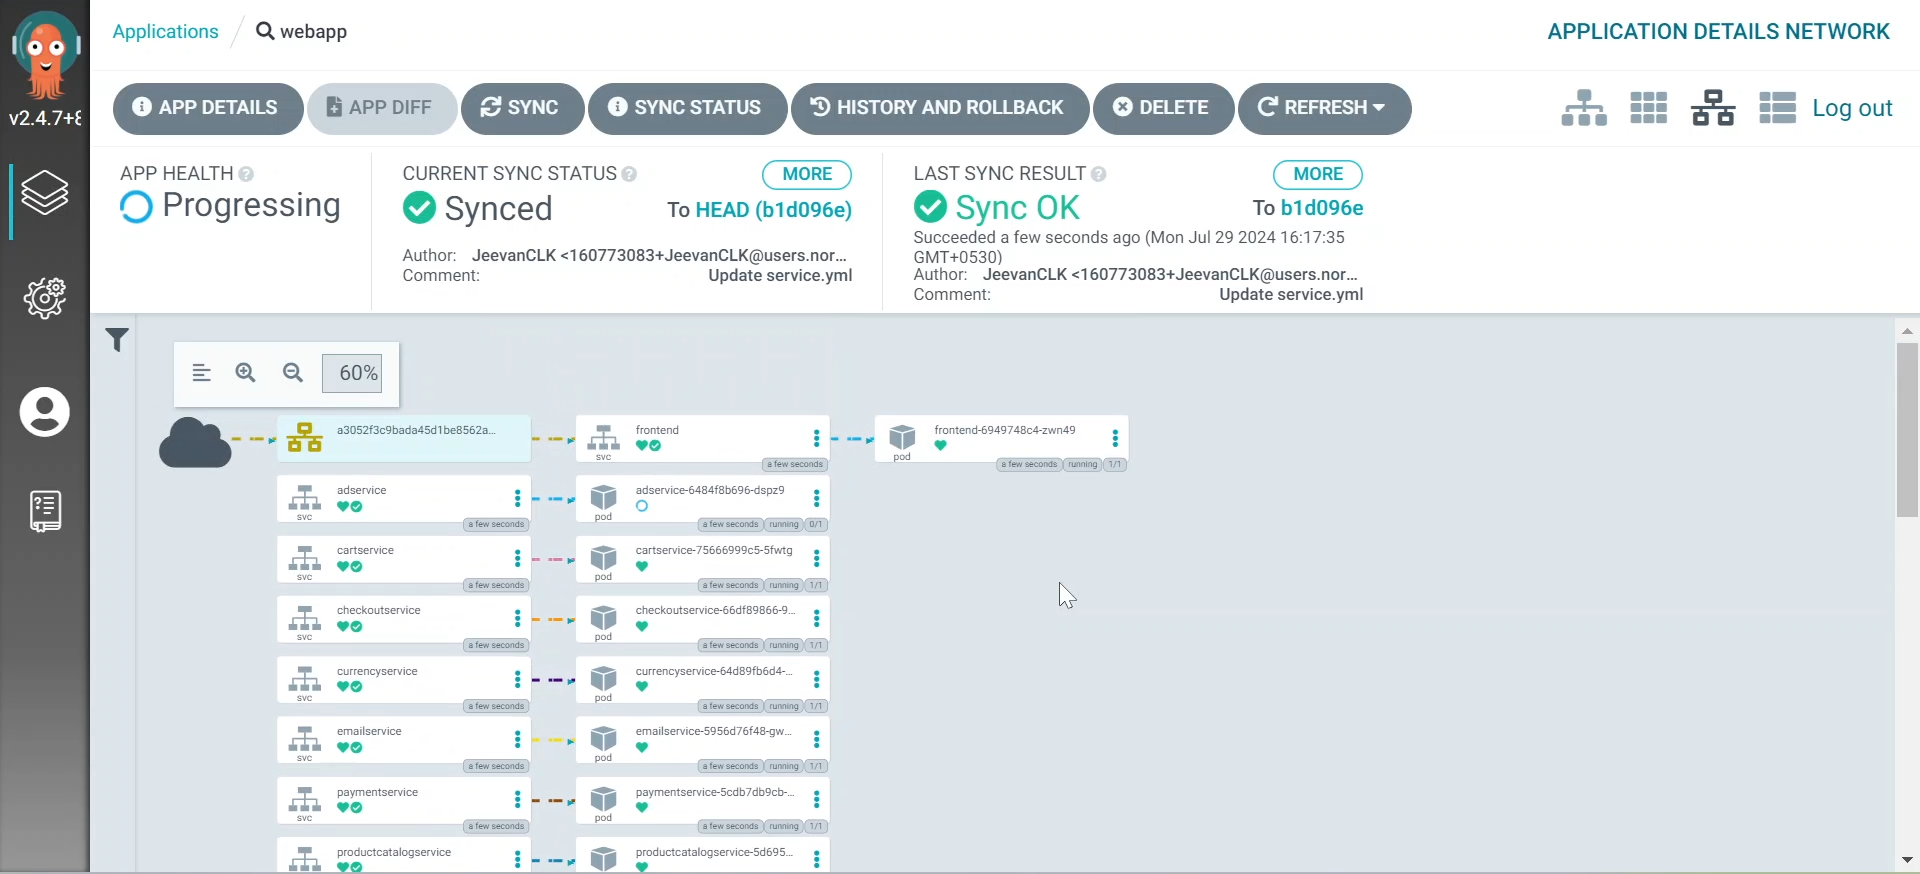 Applications / webapp
APPLICATION DETAILS NETWORK
v2.4.7+8
APP DETAILS APP DIFF SYNC SYNC STATUS HISTORY AND ROLLBACK DELETE REFRESH
Log out
APP HEALTH
Progressing
CURRENT SYNC STATUS MORE
Synced To HEAD (b1d096e)
Author: JeevanCLK <160773083+JeevanCLK@users.nor...
Comment: Update service.yml
LAST SYNC RESULT MORE
Sync OK To b1d096e
Succeeded a few seconds ago (Mon Jul 29 2024 16:17:35
GMT+0530)
Author: JeevanCLK <160773083+JeevanCLK@users.nor...
Comment: Update service.yml
60%
a3052f3c9bada45d1be8562a...
frontend
svc
a few seconds
frontend-6949748c4-zwn49
pod
a few seconds running 1/1
adservice
svc
a few seconds
adservice-6484f8b696-dspz9
pod
a few seconds running 0/1
cartservice
svc
a few seconds
cartservice-75666999c5-5fwtg
pod
a few seconds running 1/1
checkoutservice
svc
a few seconds
checkoutservice-66df89866-9...
pod
a few seconds running 1/1
currencyservice
svc
a few seconds
currencyservice-64d89fb6d4-...
pod
a few seconds running 1/1
emailservice
svc
a few seconds
emailservice-5956d76f48-gw...
pod
a few seconds running 1/1
paymentservice
svc
a few seconds
paymentservice-5cdb7db9cb-...
pod
a few seconds running 1/1
productcatalogservice
productcatalogservice-5d695...